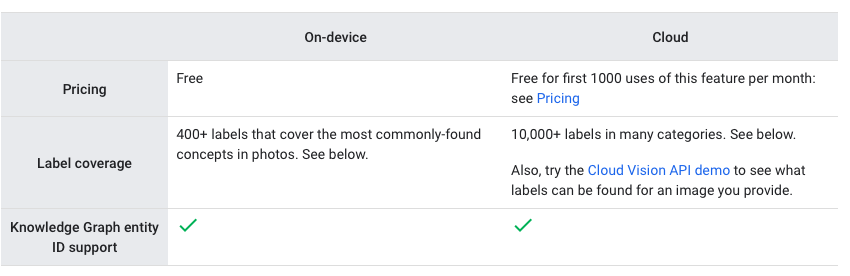 On-device
Cloud
Pricing
Free
Free for first 1000 uses of this feature per month:
see Pricing
Label coverage
400+ labels that cover the most commonly-found
concepts in photos. See below.
10,000+ labels in many categories. See below.
Also, try the Cloud Vision API demo to see what
labels can be found for an image you provide.
Knowledge Graph entity
ID support